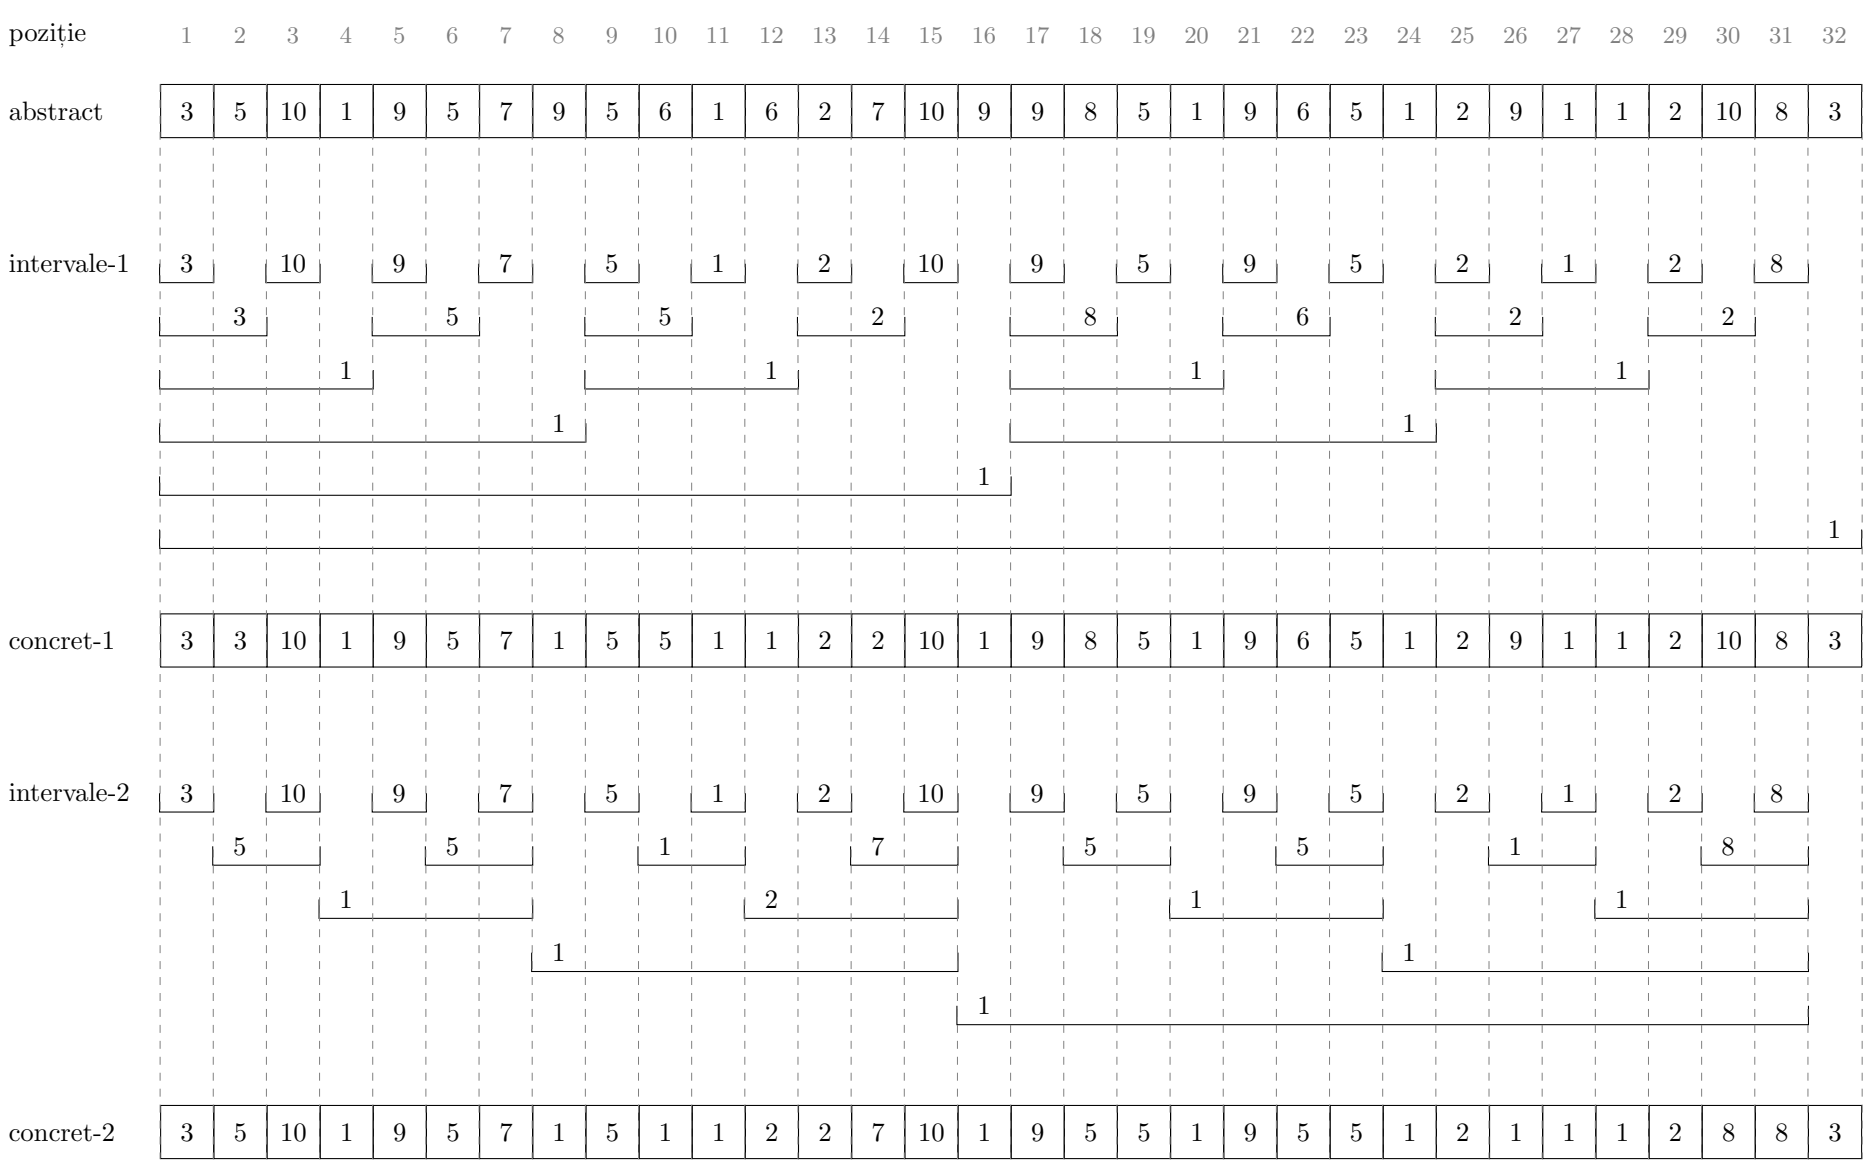 poziție 1 2 3 4 5 6 7 8 9 10 11 12 13 14 15 16 17 18 19 20 21 22 23 24 25 26 27 28 29 30 31 32
abstract 3 5 10 1 9 5 7 9 5 6 1 6 2 7 10 9 9 8 5 1 9 6 5 1 2 9 1 1 2 10 8 3
intervale-1 3 10 9 7 5 1 2 10 9 5 9 5 2 1 2 8
3 5 5 2 8 6 2 2
1 1 1 1
1 1
1
1
concret-1 3 3 10 1 9 5 7 1 5 5 1 1 2 2 10 1 9 8 5 1 9 6 5 1 2 9 1 1 2 10 8 3
intervale-2 3 10 9 7 5 1 2 10 9 5 9 5 2 1 2 8
5 5 1 7 5 5 1 8
1 2 1 1
1 1
1
concret-2 3 5 10 1 9 5 7 1 5 1 1 2 2 7 10 1 9 5 5 1 9 5 5 1 2 1 1 1 2 8 8 3